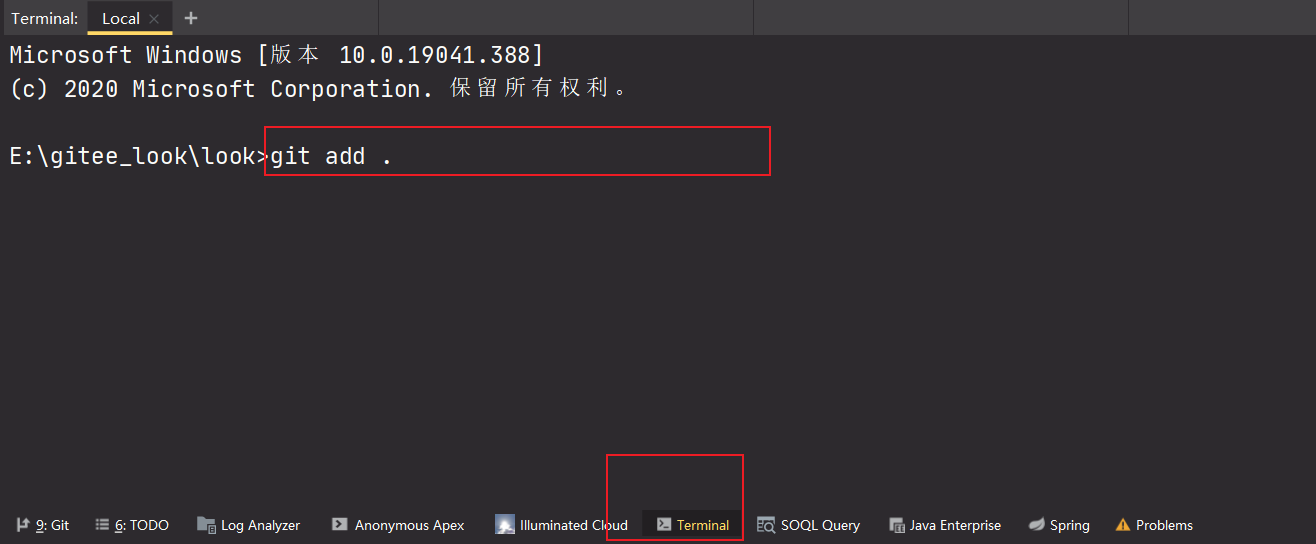 Terminal: Local × +
Microsoft Windows [版本 10.0.19041.388]
(c) 2020 Microsoft Corporation. 保留所有权利。
E:\gitee_look\look>git add .
9: Git 6: TODO Log Analyzer Anonymous Apex Illuminated Cloud Terminal SOQL Query Java Enterprise Spring Problems